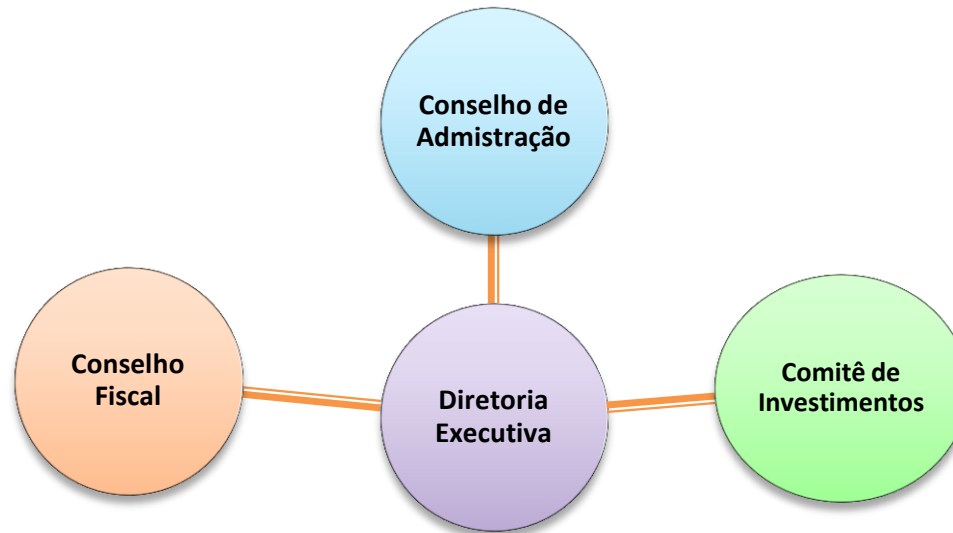 Conselho de
Admistração
Conselho
Fiscal
Diretoria
Executiva
Comitê de
Investimentos